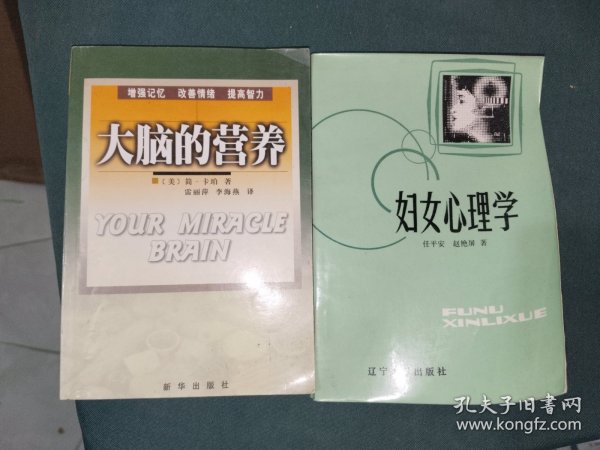 增强记忆 改善情绪 提高智力
大脑的营养
(美)简·卡珀 著
雷丽萍 李海燕 译
YOUR MIRACLE
BRAIN
新华出版社
妇女心理学
任平安 赵艳屏 著
FUNU
XINLIXUE
辽宁大学出版社
孔夫子旧书网
www.kongfz.com